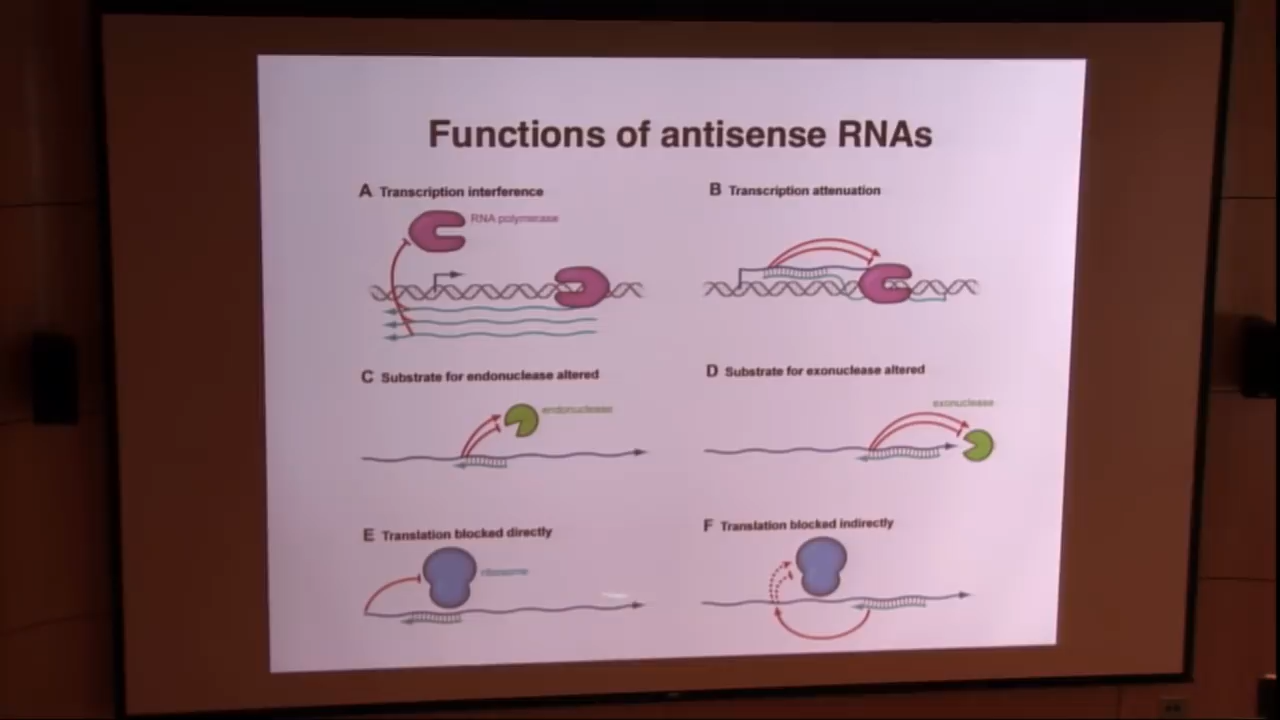 Functions of antisense RNAs
A Transcription interference
RNA polymerase
B Transcription attenuation
C Substrate for endonuclease altered
endonuclease
D Substrate for exonuclease altered
exonuclease
E Translation blocked directly
ribosome
F Translation blocked indirectly